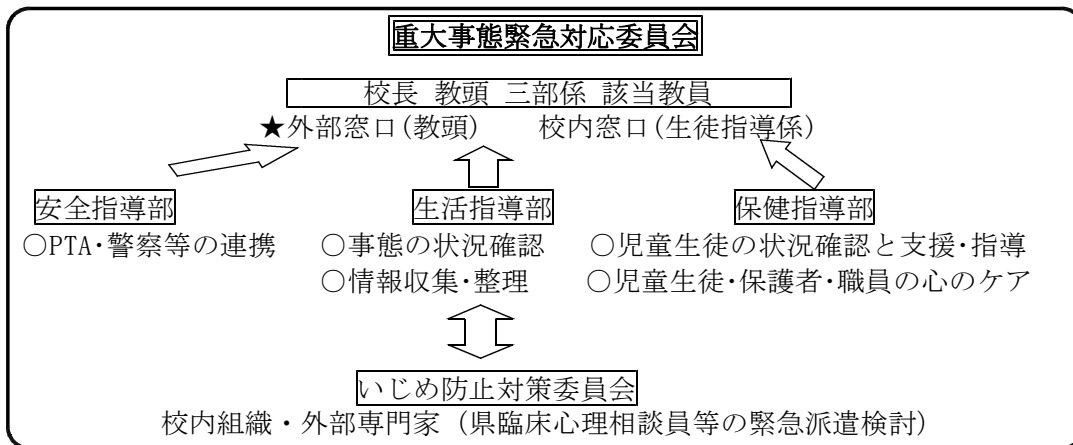 重大事態緊急対応委員会
校長 教頭 三部係 該当教員
★外部窓口(教頭) 校内窓口(生徒指導係)
安全指導部 生活指導部 保健指導部
○PTA・警察等の連携 ○事態の状況確認 ○児童生徒の状況確認と支援・指導
○情報収集・整理 ○児童生徒・保護者・職員の心のケア
いじめ防止対策委員会
校内組織・外部専門家（県臨床心理相談員等の緊急派遣検討）